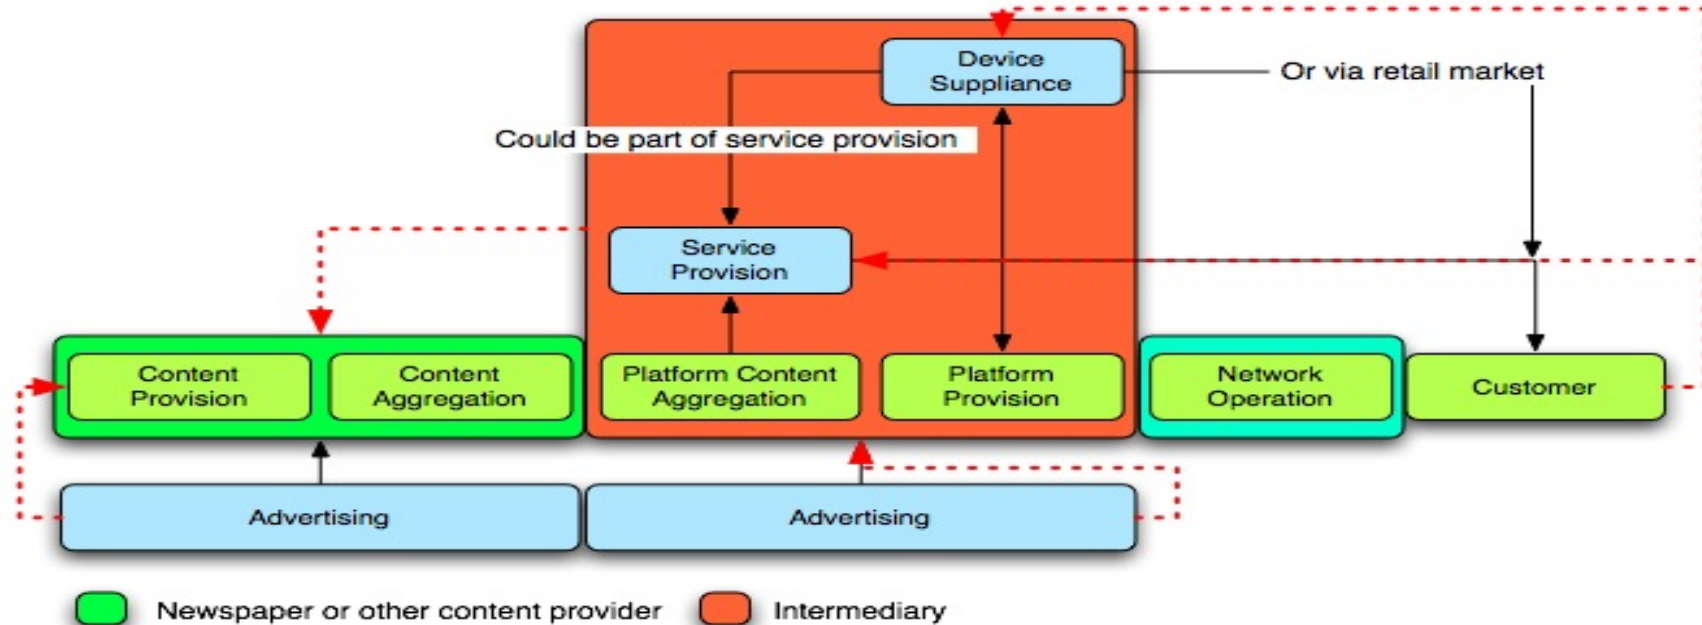 Device
Suppliance
Or via retail market
Could be part of service provision
Service
Provision
Content
Provision
Content
Aggregation
Platform Content
Aggregation
Platform
Provision
Network
Operation
Customer
Advertising
Advertising
Newspaper or other content provider
Intermediary